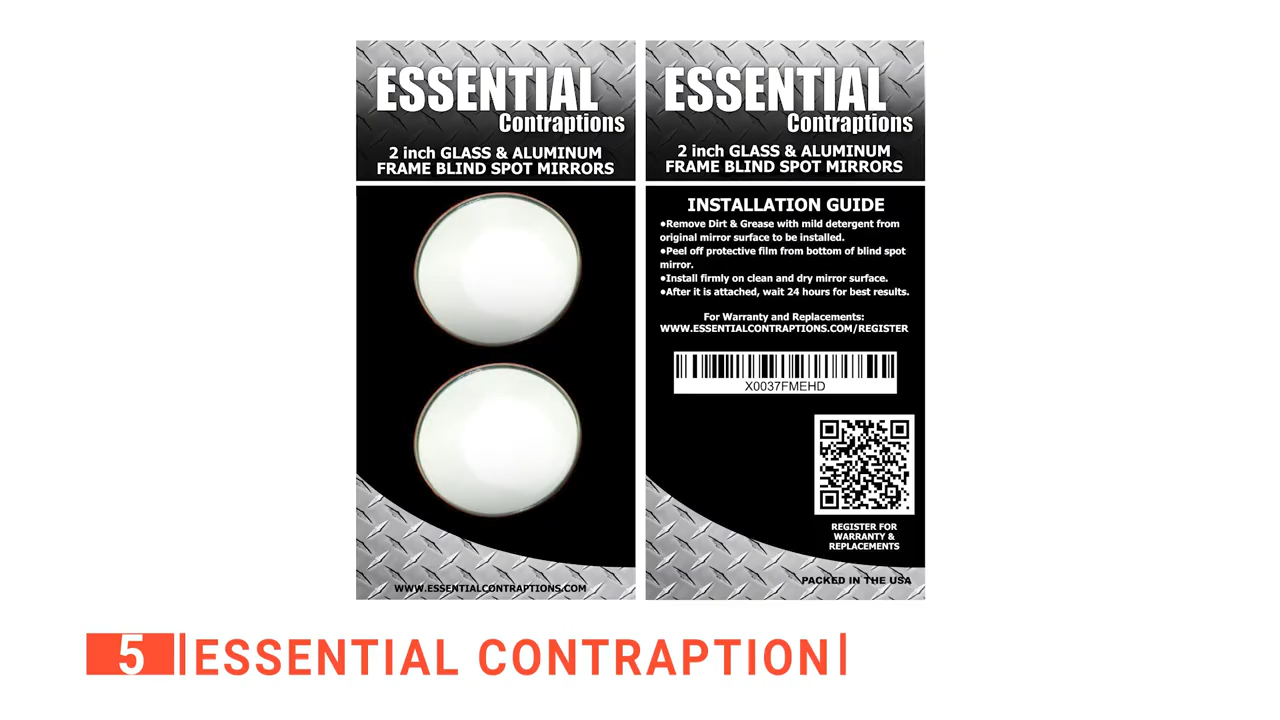 ESSENTIAL
Contraptions
2 inch GLASS & ALUMINUM
FRAME BLIND SPOT MIRRORS
WWW.ESSENTIALCONTRAPTIONS.COM
ESSENTIAL
Contraptions
2 inch GLASS & ALUMINUM
FRAME BLIND SPOT MIRRORS
INSTALLATION GUIDE
●Remove Dirt & Grease with mild detergent from
original mirror surface to be installed.
●Peel off protective film from bottom of blind spot
mirror.
●Install firmly on clean and dry mirror surface.
●After it is attached, wait 24 hours for best results.
For Warranty and Replacements:
WWW.ESSENTIALCONTRAPTIONS.COM/REGISTER
X0037FMEHD
REGISTER FOR
WARRANTY &
REPLACEMENTS
PACKED IN THE USA
5 ESSENTIAL CONTRAPTION